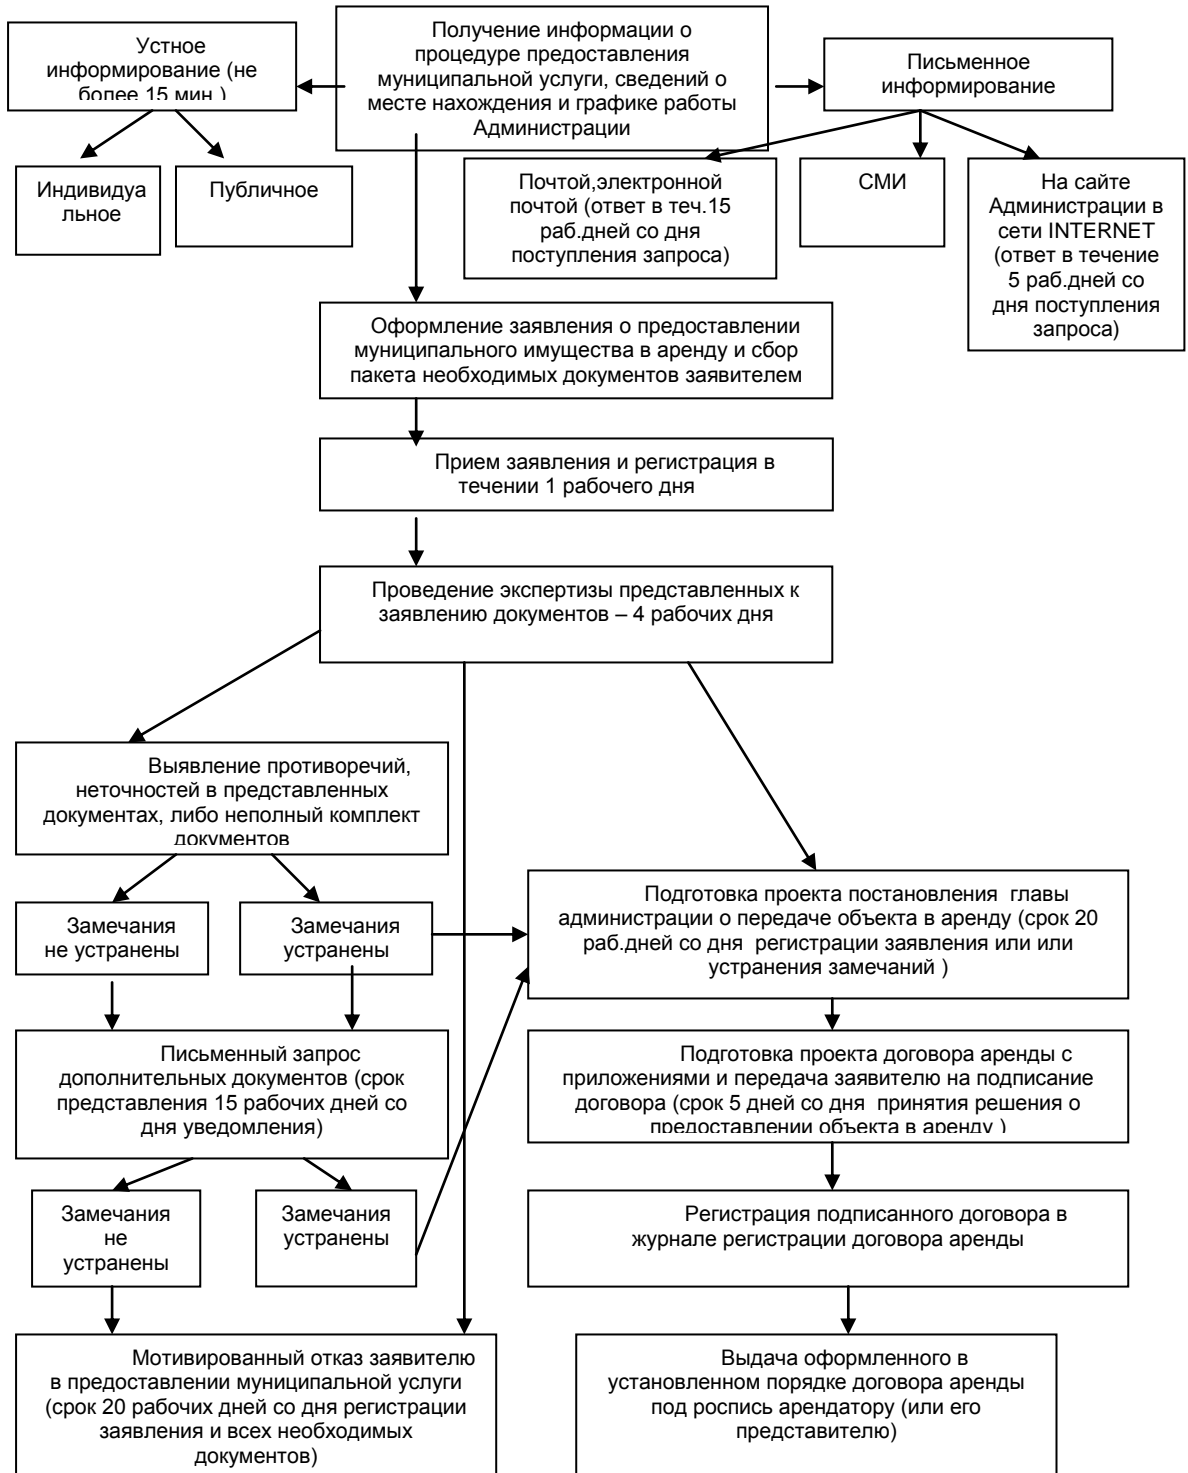 Получение информации о
процедуре предоставления
муниципальной услуги, сведений о
месте нахождения и графике работы
Администрации
Устное
информирование (не
более 15 мин.)
Письменное
информирование
Индивидуа
льное
Публичное
Почтой,электронной
почтой (ответ в теч.15
раб.дней со дня
поступления запроса)
СМИ
На сайте
Администрации в
сети INTERNET
(ответ в течение
5 раб.дней со
дня поступления
запроса)
Оформление заявления о предоставлении
муниципального имущества в аренду и сбор
пакета необходимых документов заявителем
Прием заявления и регистрация в
течении 1 рабочего дня
Проведение экспертизы представленных к
заявлению документов – 4 рабочих дня
Выявление противоречий,
неточностей в представленных
документах, либо неполный комплект
документов
Замечания
не устранены
Замечания
устранены
Подготовка проекта постановления главы
администрации о передаче объекта в аренду (срок 20
раб.дней со дня регистрации заявления или или
устранения замечаний )
Письменный запрос
дополнительных документов (срок
представления 15 рабочих дней со
дня уведомления)
Подготовка проекта договора аренды с
приложениями и передача заявителю на подписание
договора (срок 5 дней со дня принятия решения о
предоставлении объекта в аренду )
Замечания
не
устранены
Замечания
устранены
Регистрация подписанного договора в
журнале регистрации договора аренды
Мотивированный отказ заявителю
в предоставлении муниципальной услуги
(срок 20 рабочих дней со дня регистрации
заявления и всех необходимых
документов)
Выдача оформленного в
установленном порядке договора аренды
под роспись арендатору (или его
представителю)